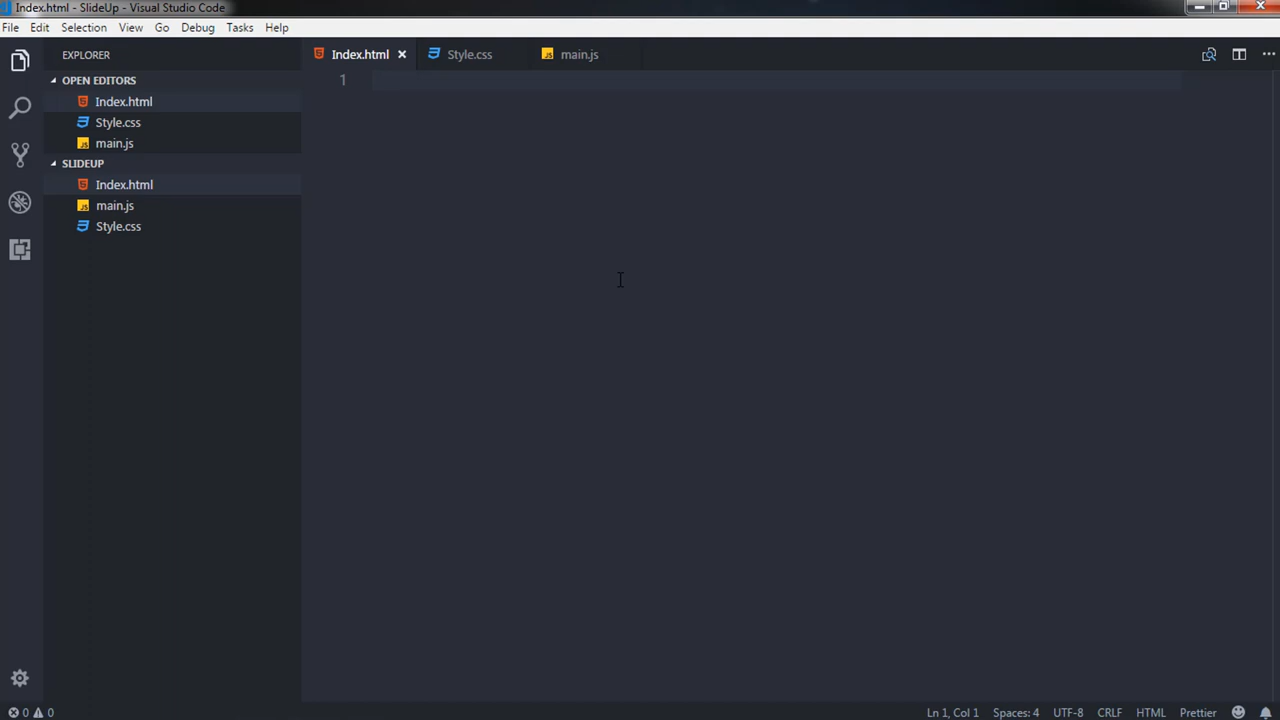 Index.html - SlideUp - Visual Studio Code
File Edit Selection View Go Debug Tasks Help
EXPLORER
OPEN EDITORS
Index.html
Style.css
main.js
SLIDEUP
Index.html
main.js
Style.css
Index.html Style.css main.js
1
0 0
Ln 1, Col 1 Spaces: 4 UTF-8 CRLF HTML Prettier